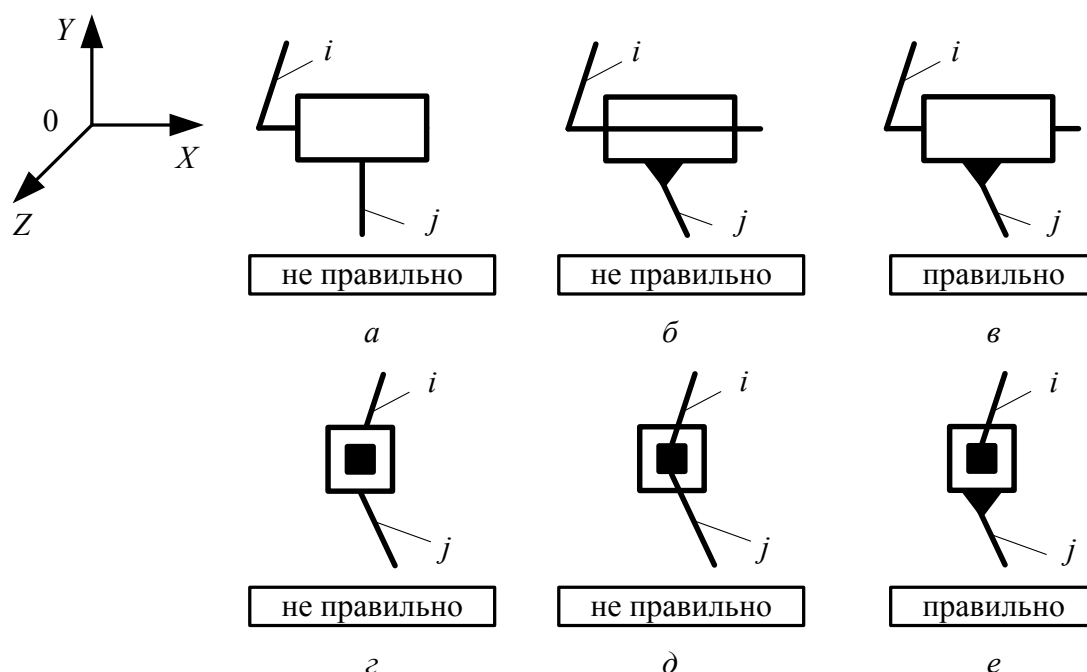 Y
0
X
Z
i
j
не правильно
а
i
j
не правильно
б
i
j
правильно
в
i
j
не правильно
г
i
j
не правильно
д
i
j
правильно
е